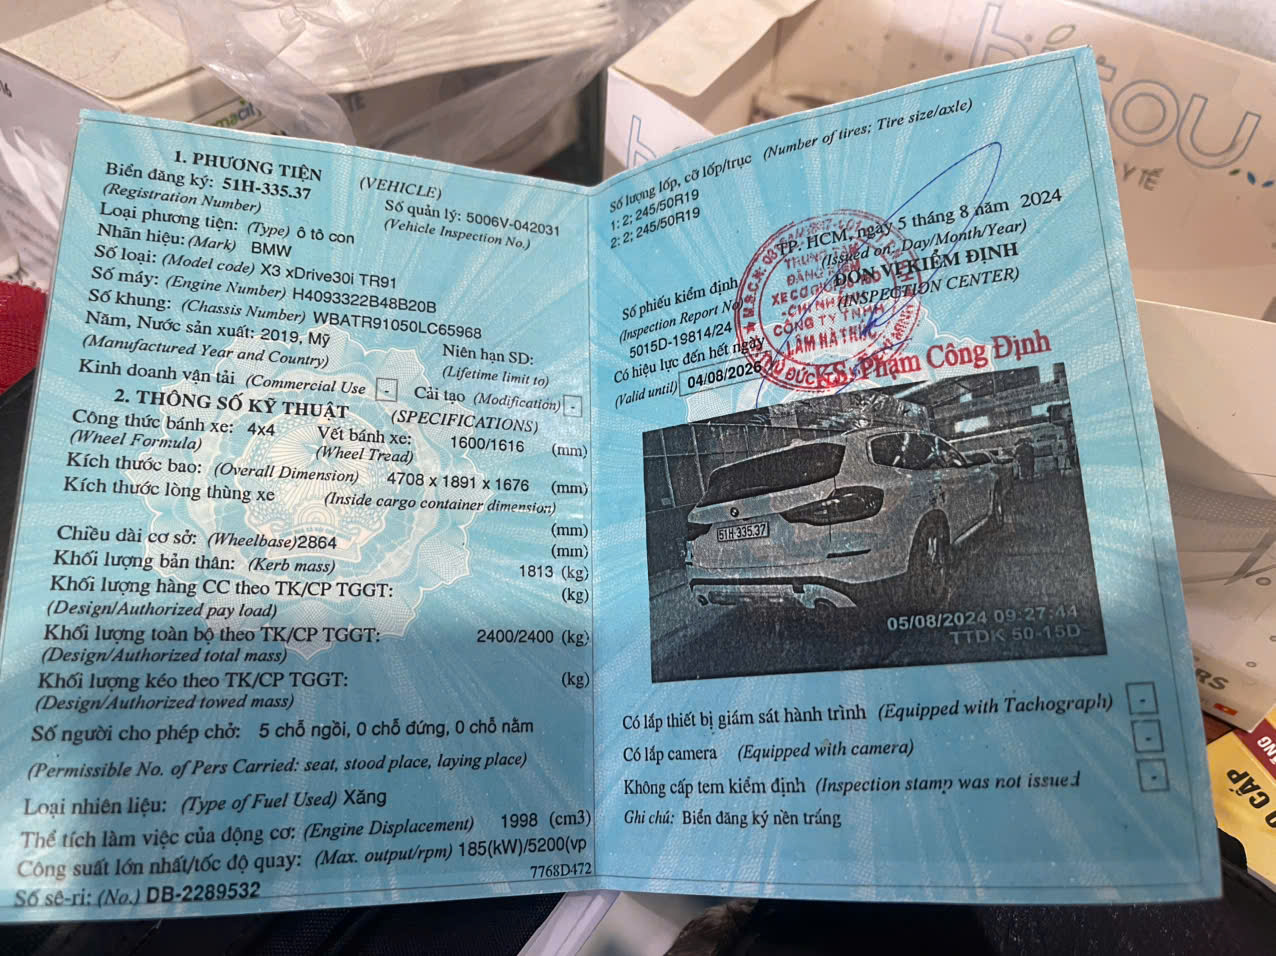 1. PHƯƠNG TIỆN (VEHICLE)
Biển đăng ký: 51H-335.37 Số quản lý: 5006V-042031
(Registration Number) (Vehicle Inspection No.)
Loại phương tiện: (Type) ô tô con
Nhãn hiệu: (Mark) BMW
Số loại: (Model code) X3 xDrive30i TR91
Số máy: (Engine Number) H4093322B48B20B
Số khung: (Chassis Number) WBATR91050LC65968
Năm, Nước sản xuất: 2019, Mỹ Niên hạn SD:
(Manufactured Year and Country) (Lifetime limit to)
Kinh doanh vận tải (Commercial Use - Cải tạo (Modification) -
2. THÔNG SỐ KỸ THUẬT (SPECIFICATIONS)
Công thức bánh xe: 4x4 Vết bánh xe: 1600/1616 (mm)
(Wheel Formula) (Wheel Tread)
Kích thước bao: (Overall Dimension) 4708 x 1891 x 1676 (mm)
Kích thước lòng thùng xe (Inside cargo container dimension)
(mm)
Chiều dài cơ sở: (Wheelbase)2864 (mm)
Khối lượng bản thân: (Kerb mass) 1813 (kg)
Khối lượng hàng CC theo TK/CP TGGT: (kg)
(Design/Authorized pay load)
Khối lượng toàn bộ theo TK/CP TGGT: 2400/2400 (kg)
(Design/Authorized total mass)
Khối lượng kéo theo TK/CP TGGT: (kg)
(Design/Authorized towed mass)
Số người cho phép chở: 5 chỗ ngồi, 0 chỗ đứng, 0 chỗ nằm
(Permissible No. of Pers Carried: seat, stood place, laying place)
Loại nhiên liệu: (Type of Fuel Used) Xăng
Thể tích làm việc của động cơ: (Engine Displacement) 1998 (cm3)
Công suất lớn nhất/tốc độ quay: (Max. output/rpm) 185(kW)/5200(vp
7768D472
Số sê-ri: (No.) DB-2289532
Số lượng lốp, cỡ lốp/trục (Number of tires; Tire size/axle)
1: 2; 245/50R19
2: 2; 245/50R19
TP. HCM, ngày 5 tháng 8 năm 2024
(Issued on: Day/Month/Year)
ĐƠN VỊ KIỂM ĐỊNH
(INSPECTION CENTER)
Số phiếu kiểm định
(Inspection Report No)
5015D-19814/24
Có hiệu lực đến hết ngày
(Valid until) 04/08/2026
TRUNG TÂM
ĐĂNG KIỂM
XE CƠ GIỚI
CHI NHÁNH
CÔNG TY TNHH
LÂM HÀ TRÚC
KS. Phạm Công Định
51H-335.37
05/08/2024 09:27:44
TTDK 50-15D
Có lắp thiết bị giám sát hành trình (Equipped with Tachograph) -
Có lắp camera (Equipped with camera) -
Không cấp tem kiểm định (Inspection stamp was not issued -
Ghi chú: Biển đăng ký nền trắng
Y TẾ